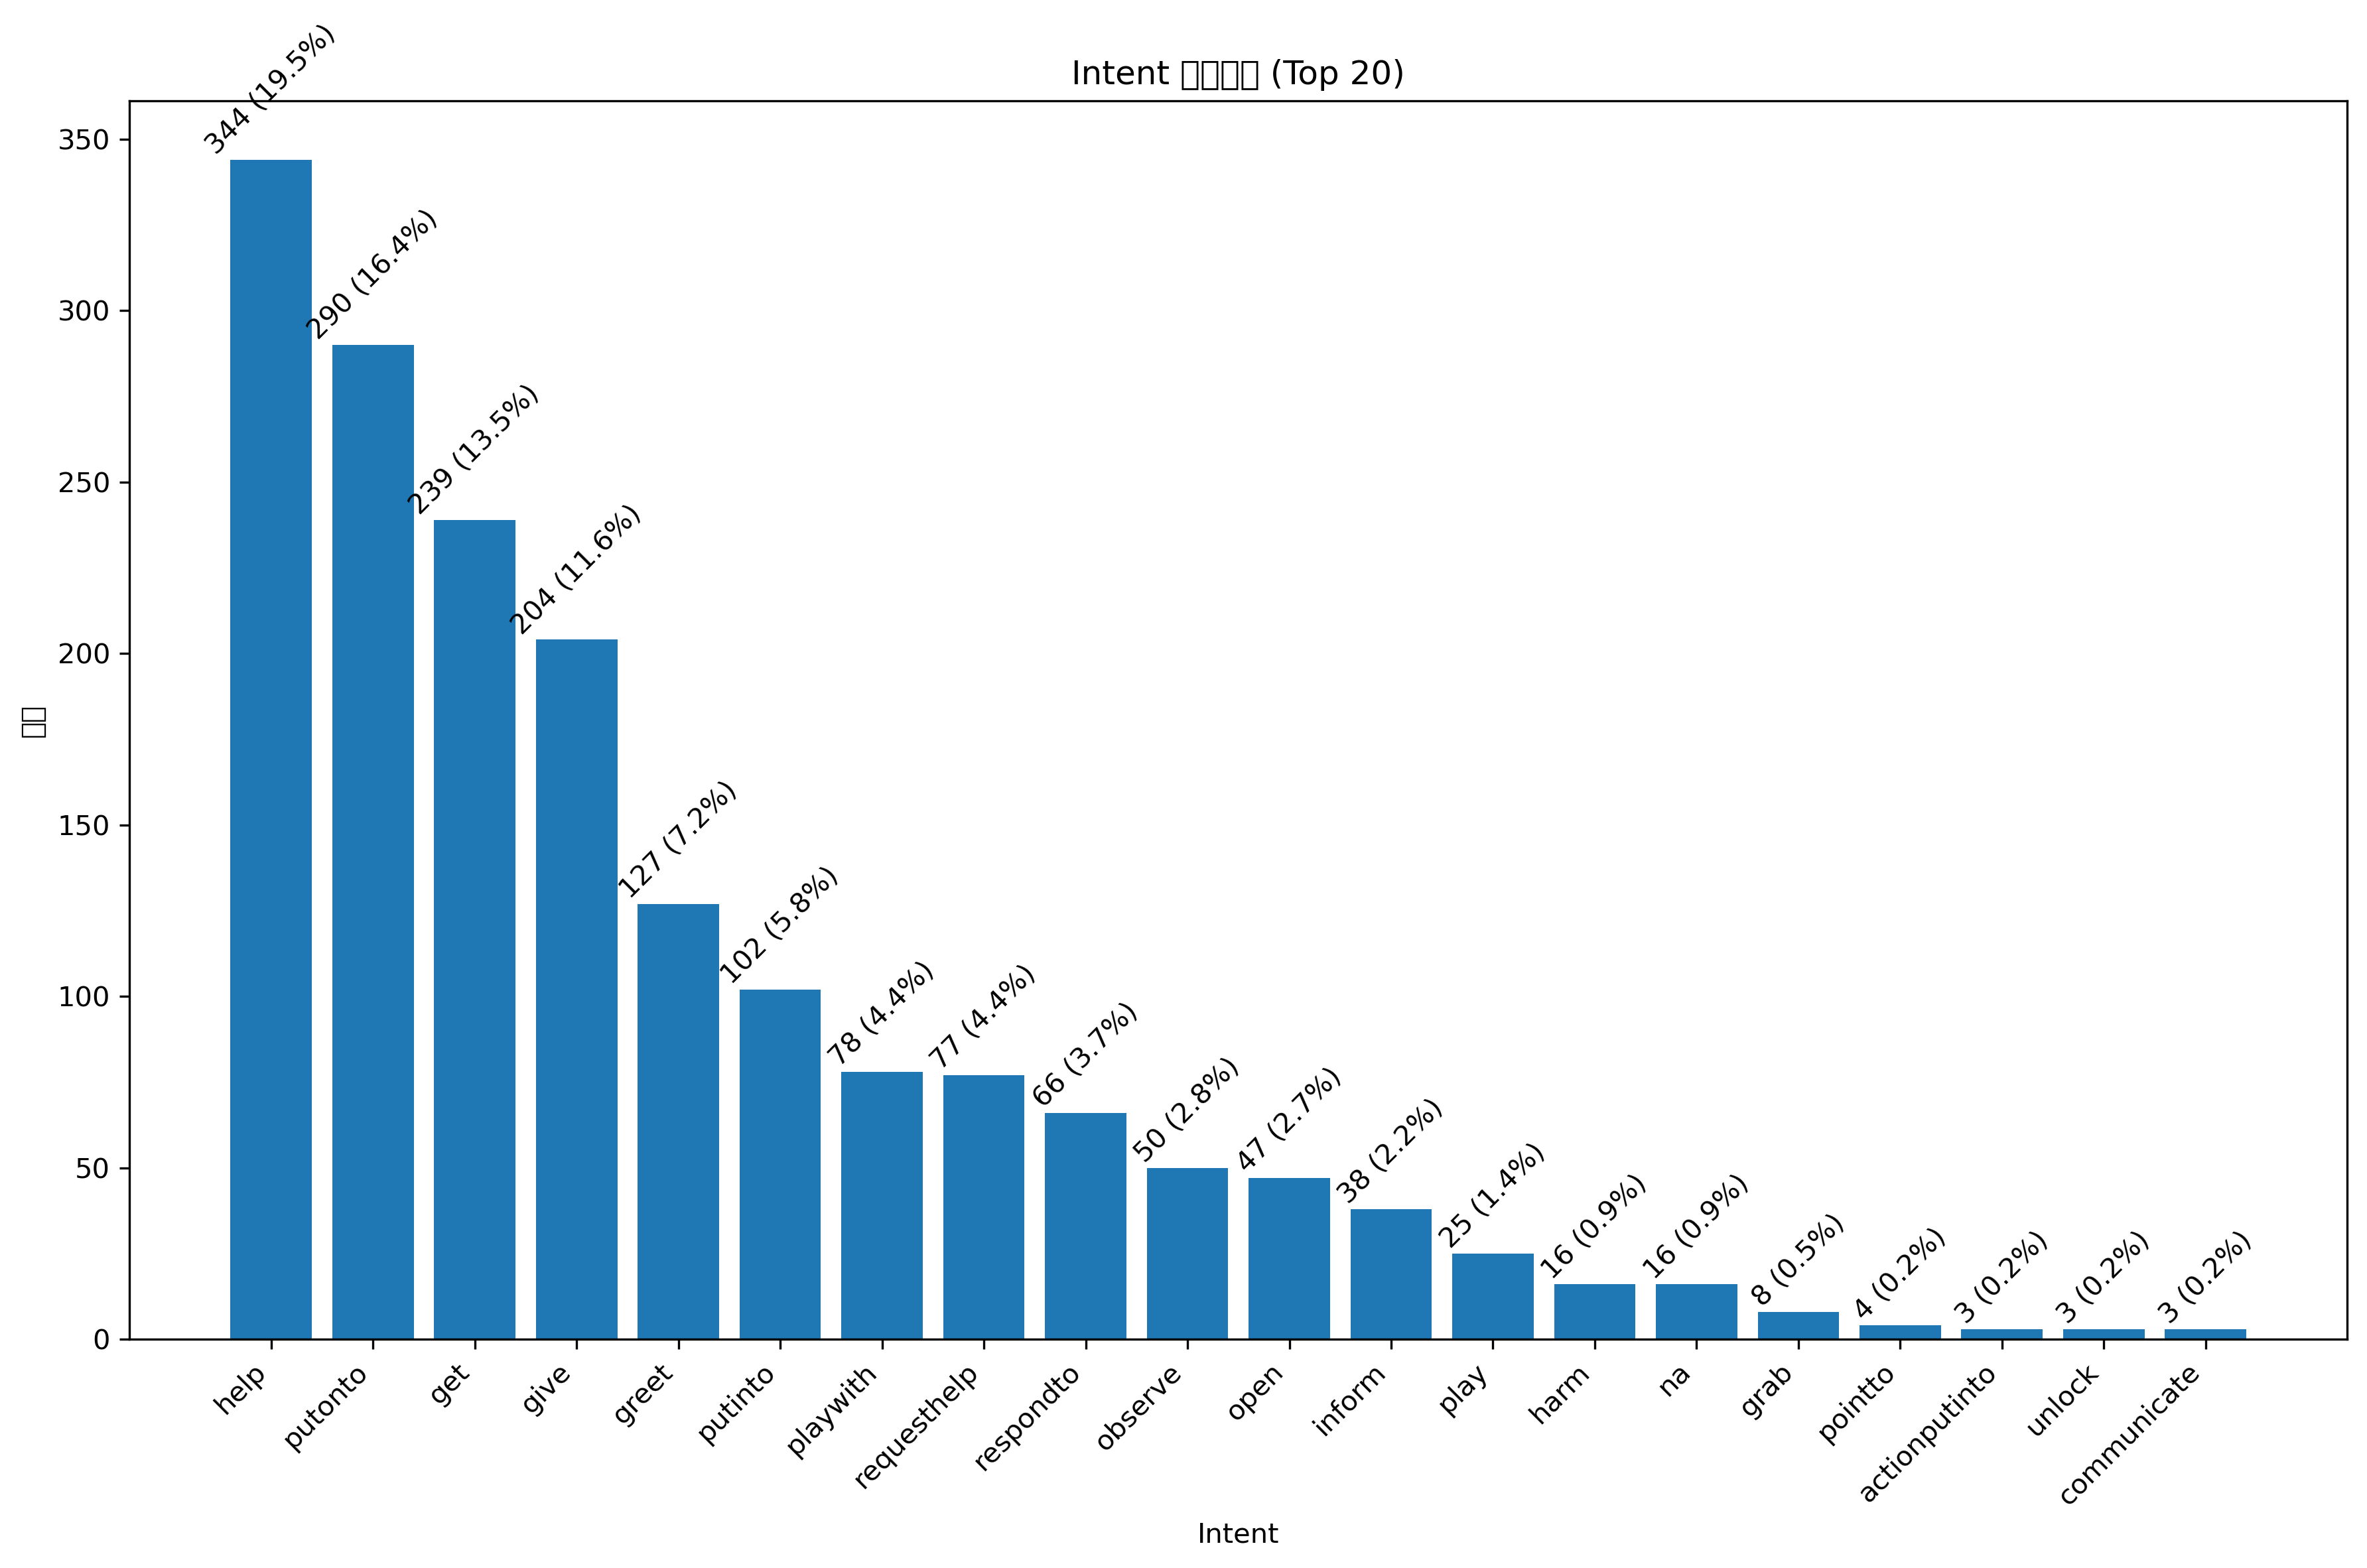 Intent (Top 20)
344 (19.5%)
290 (16.4%)
239 (13.5%)
204 (11.6%)
127 (7.2%)
102 (5.8%)
78 (4.4%)
77 (4.4%)
66 (3.7%)
50 (2.8%)
47 (2.7%)
38 (2.2%)
25 (1.4%)
16 (0.9%)
16 (0.9%)
8 (0.5%)
4 (0.2%)
3 (0.2%)
3 (0.2%)
3 (0.2%)
350
300
250
200
150
100
50
0
help
putonto
get
give
greet
putinto
playwith
requesthelp
respondto
observe
open
inform
play
harm
na
grab
pointto
actionputinto
unlock
communicate
Intent